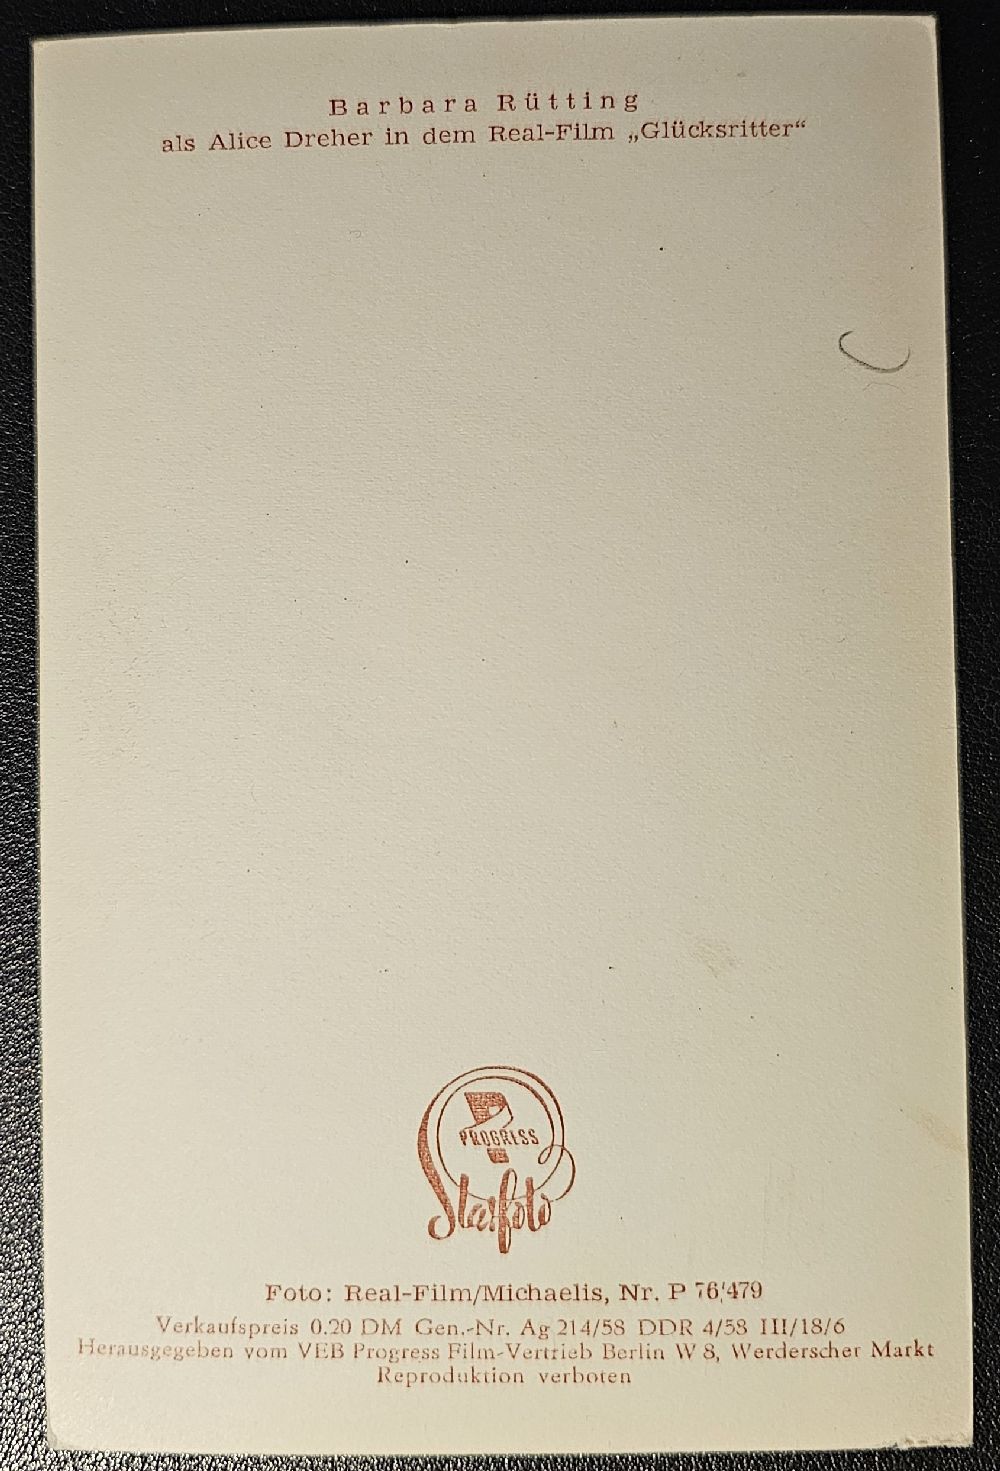 Barbara Rütting
als Alice Dreher in dem Real-Film „Glücksritter“
PROGRESS
Starfoto
Foto: Real-Film/Michaelis, Nr. P 76/479
Verkaufspreis 0.20 DM Gen.-Nr. Ag 214/58 DDR 4/58 III/18/6
Herausgegeben vom VEB Progress Film-Vertrieb Berlin W 8, Werderscher Markt
Reproduktion verboten